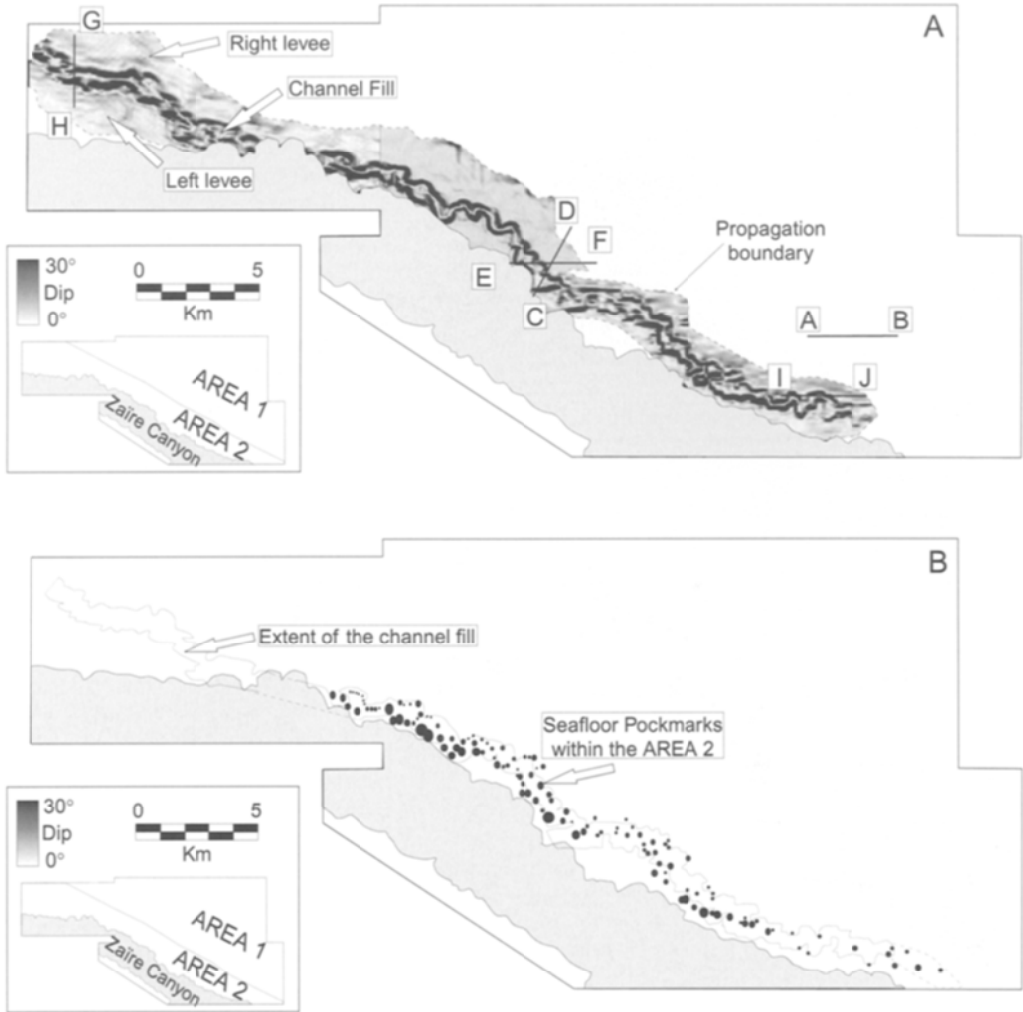 A
G
Right levee
Channel Fill
H
Left levee
D
F
Propagation
boundary
E
C
A B
I J
30°
Dip
0°
0 5
Km
AREA 1
AREA 2
Zaïre Canyon
B
Extent of the channel fill
Seafloor Pockmarks
within the AREA 2
30°
Dip
0°
0 5
Km
AREA 1
AREA 2
Zaïre Canyon